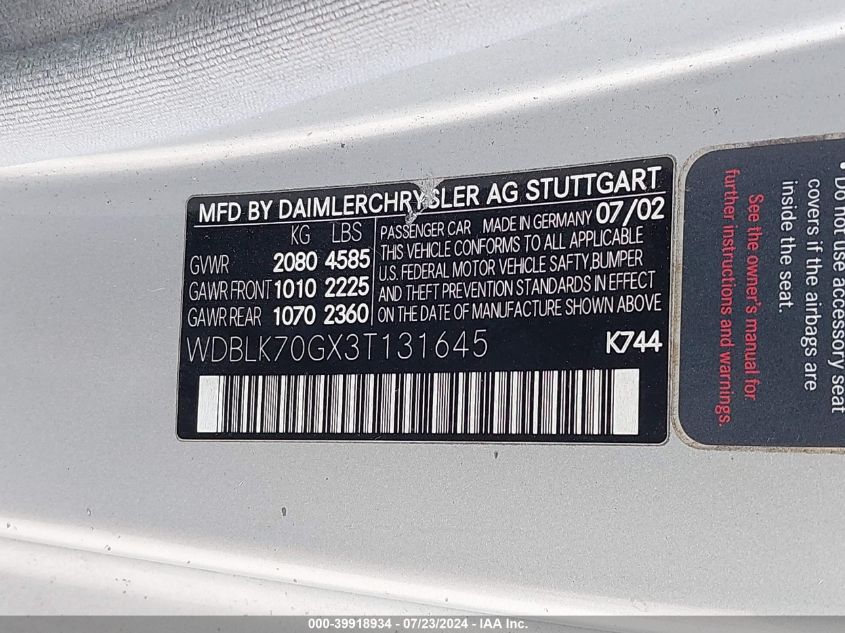 MFD BY DAIMLERCHRYSLER AG STUTTGART
KG LBS
GVWR 2080 4585
GAWR FRONT 1010 2225
GAWR REAR 1070 2360
PASSENGER CAR MADE IN GERMANY 07/02
THIS VEHICLE CONFORMS TO ALL APPLICABLE
U.S. FEDERAL MOTOR VEHICLE SAFTY,BUMPER
AND THEFT PREVENTION STANDARDS IN EFFECT
ON THE DATE OF MANUFACTURE SHOWN ABOVE
WDBLK70GX3T131645 K744
• Do not use accessory seat
covers if the airbags are
inside the seat.
See the owner's manual for
further instructions and warnings.
000-39918934 - 07/23/2024 - IAA Inc.